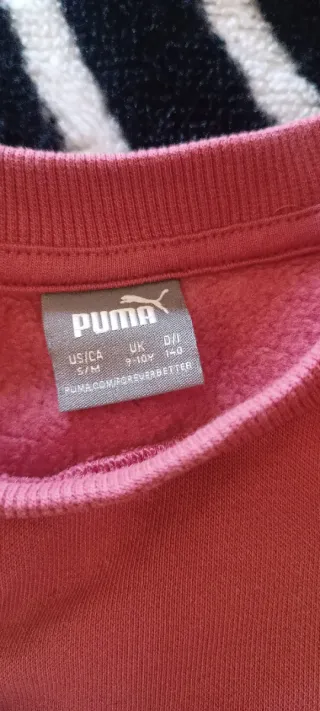 PUMA
US/CA UK D/I
S/M 9-10Y 140
PUMA.COM/FOREVERBETTER